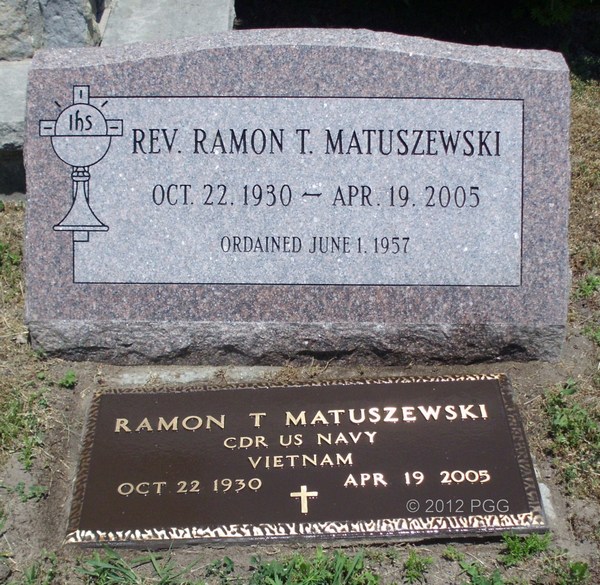 ihs
REV. RAMON T. MATUSZEWSKI
OCT. 22. 1930 ~ APR. 19. 2005
ORDAINED JUNE 1. 1957
RAMON T MATUSZEWSKI
CDR US NAVY
VIETNAM
OCT 22 1930 APR 19 2005
© 2012 PGG